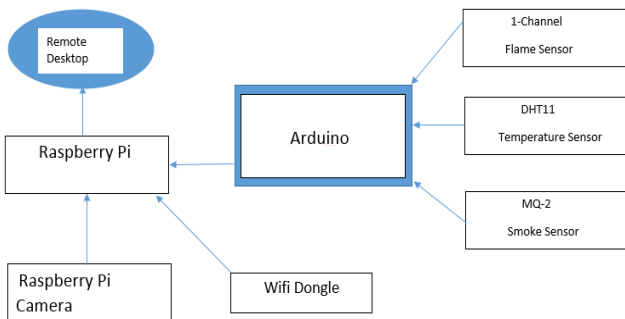 Remote
Desktop
1-Channel
Flame Sensor
Arduino
DHT11
Temperature Sensor
Raspberry Pi
MQ-2
Smoke Sensor
Raspberry Pi
Camera
Wifi Dongle